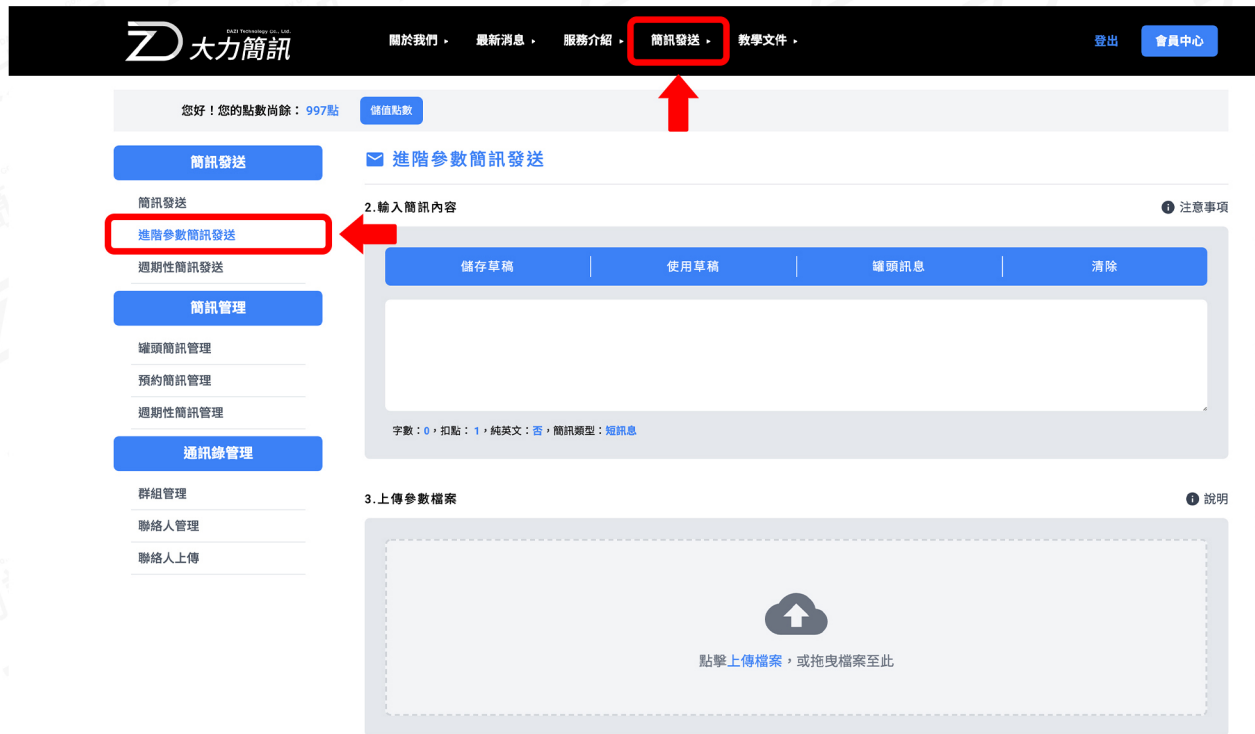 DAZI Technology Co., Ltd.
大力簡訊
關於我們
最新消息
服務介紹
簡訊發送
教學文件
登出
會員中心
您好！您的點數尚餘：997點
儲值點數
簡訊發送
簡訊發送
進階參數簡訊發送
週期性簡訊發送
簡訊管理
罐頭簡訊管理
預約簡訊管理
週期性簡訊管理
通訊錄管理
群組管理
聯絡人管理
聯絡人上傳
進階參數簡訊發送
2.輸入簡訊內容
注意事項
儲存草稿
使用草稿
罐頭訊息
清除
字數：0，扣點：1，純英文：否，簡訊類型：短訊息
3.上傳參數檔案
說明
點擊上傳檔案，或拖曳檔案至此